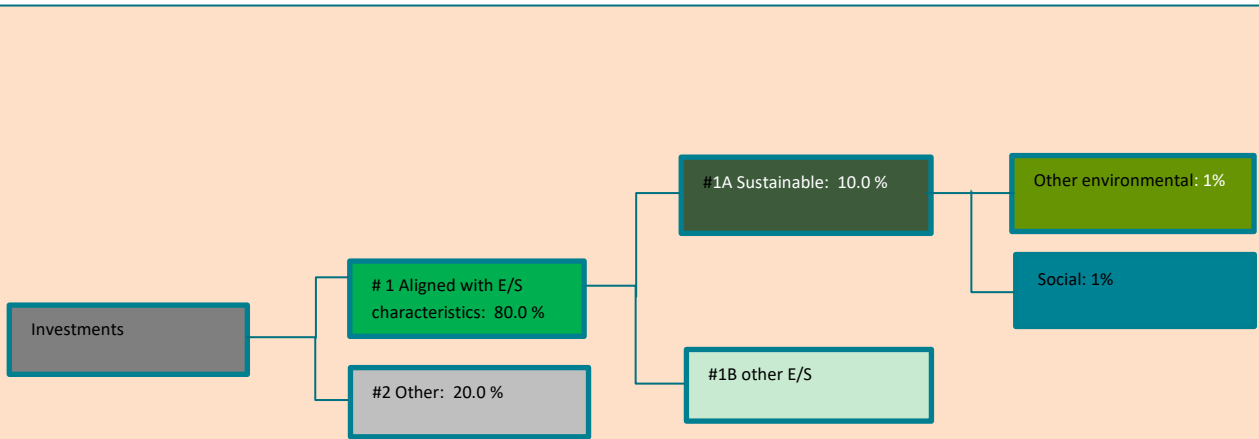 Investments
# 1 Aligned with E/S
characteristics: 80.0 %
#2 Other: 20.0 %
#1A Sustainable: 10.0 %
#1B other E/S
Other environmental: 1%
Social: 1%